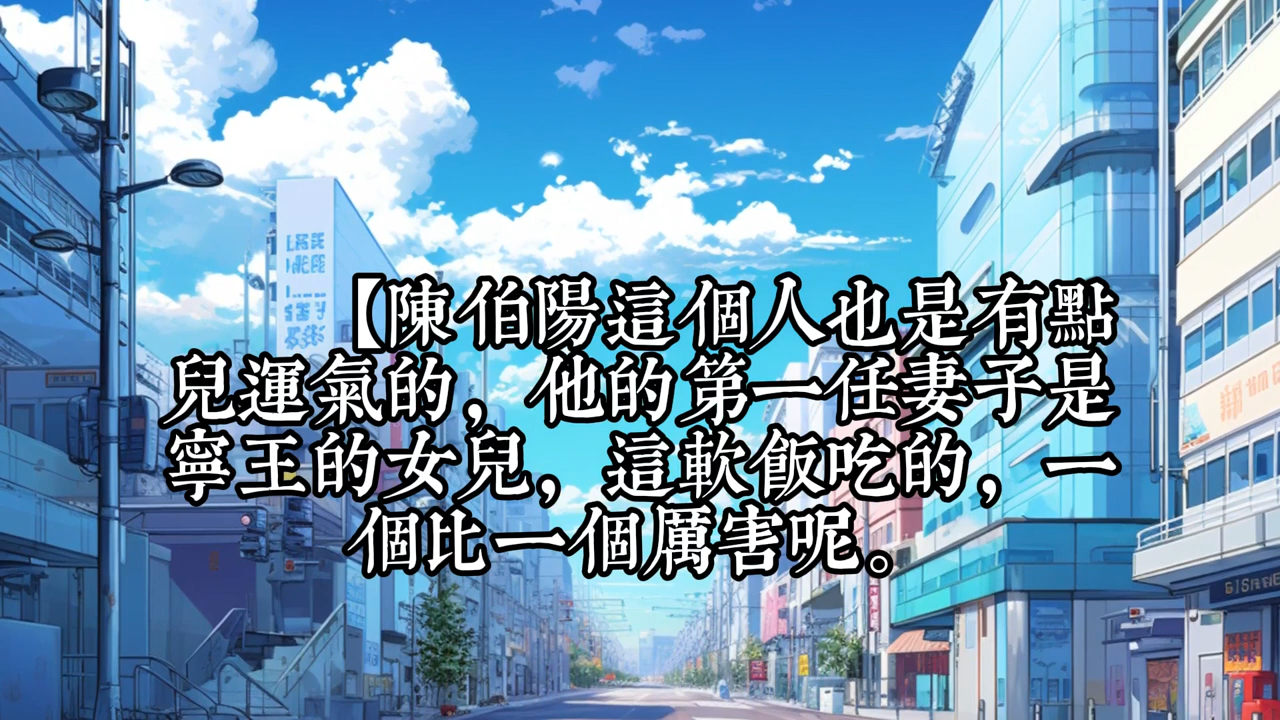 【陳伯陽這個人也是有點
兒運氣的，他的第一任妻子是
寧王的女兒，這軟飯吃的，一
個比一個厲害呢。